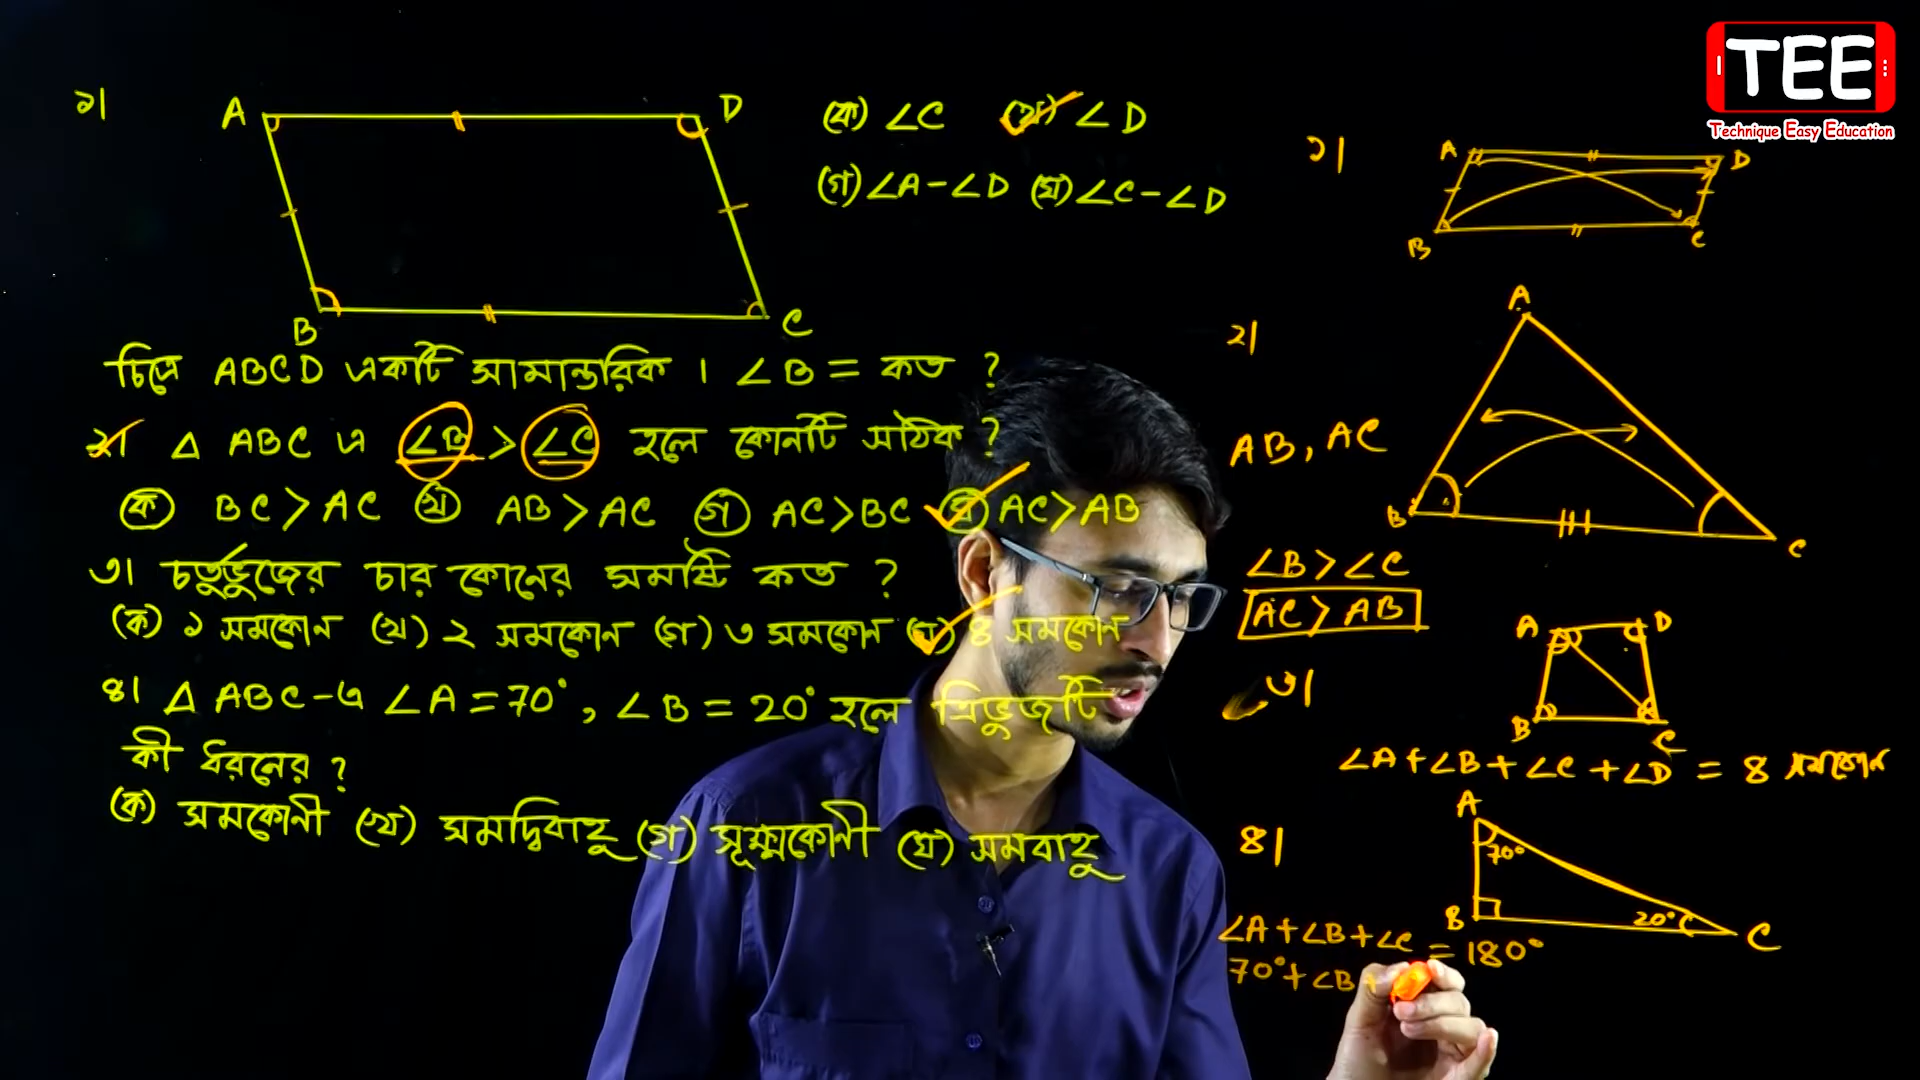 ১।
A
D
B
C
(ক) ∠C (খ) ∠D
(গ) ∠A-∠D (ঘ) ∠C-∠D
চিত্রে ABCD একটি সামান্তরিক । ∠B = কত ?
২। △ ABC এ ∠B > ∠C হলে কোনটি সঠিক ?
ক BC > AC খ AB > AC গ AC > BC ঘ AC > AB
৩। চর্তুভুজের চার কোনের সমষ্টি কত ?
(ক) ১ সমকোন (খ) ২ সমকোন (গ) ৩ সমকোন (ঘ) ৪ সমকোন
৪। △ ABC-এ ∠A = 70°, ∠B = 20° হলে ত্রিভুজটি
কী ধরনের ?
(ক) সমকোনী (খ) সমদ্বিবাহু (গ) সূক্ষ্মকোনী (ঘ) সমবাহু
TEE
Technique Easy Education
১।
A
D
B
C
২।
A
B
C
AB, AC
∠B > ∠C
AC > AB
৩।
A
D
B
C
∠A + ∠B + ∠C + ∠D = ৪ সমকোন
৪।
A
70°
B
20°
C
∠A + ∠B + ∠C = 180°
70° + ∠B +